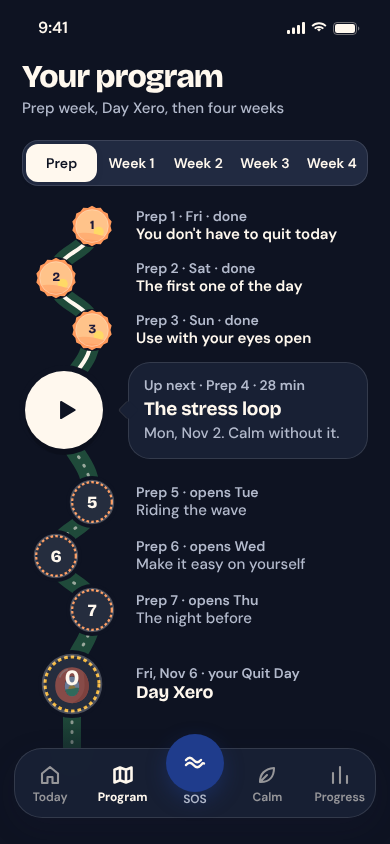 9:41
Your program
Prep week, Day Xero, then four weeks
Prep Week 1 Week 2 Week 3 Week 4
1
Prep 1 · Fri · done
You don't have to quit today
2
Prep 2 · Sat · done
The first one of the day
3
Prep 3 · Sun · done
Use with your eyes open
Up next · Prep 4 · 28 min
The stress loop
Mon, Nov 2. Calm without it.
5
Prep 5 · opens Tue
Riding the wave
6
Prep 6 · opens Wed
Make it easy on yourself
7
Prep 7 · opens Thu
The night before
0
Fri, Nov 6 · your Quit Day
Day Xero
Today Program SOS Calm Progress